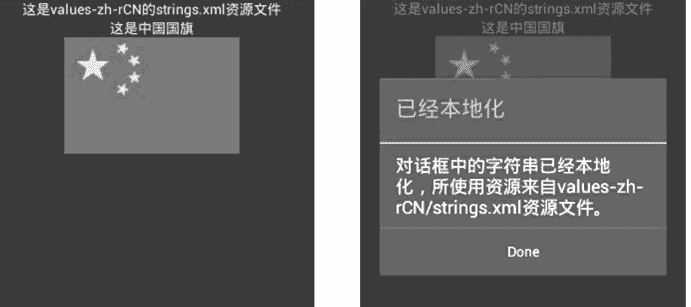 这是values-zh-rCN的strings.xml资源文件
这是中国国旗
这是values-zh-rCN的strings.xml资源文件
这是中国国旗
已经本地化
对话框中的字符串已经本地
化，所使用资源来自values-zh-
rCN/strings.xml资源文件。
Done